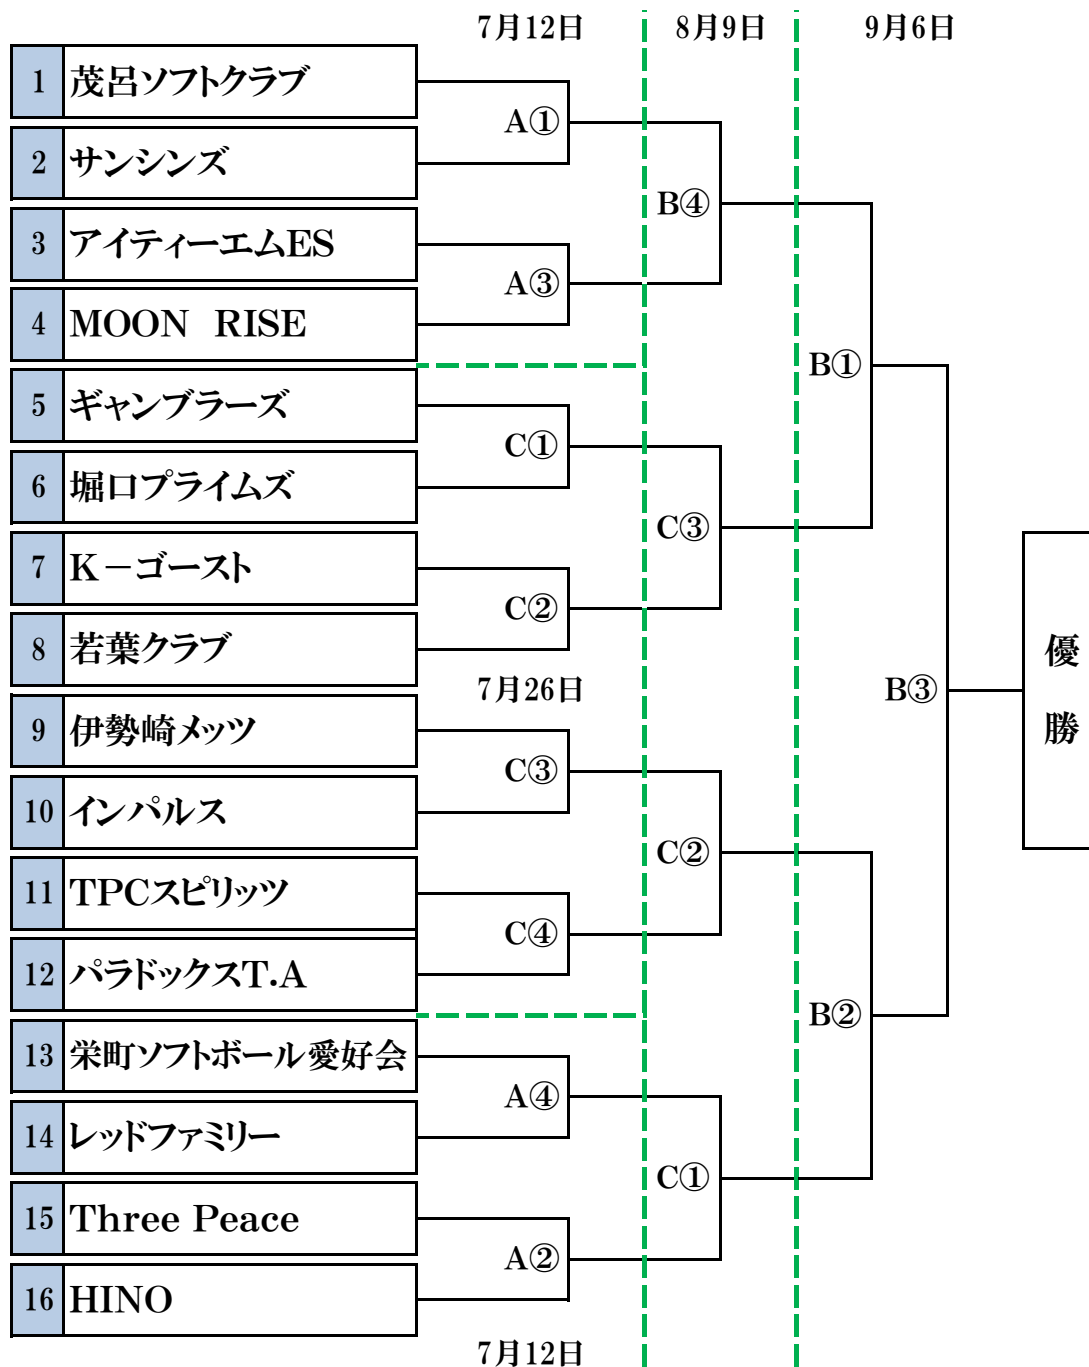 7月12日 8月9日 9月6日
1 茂呂ソフトクラブ
A①
2 サンシンズ
B④
3 アイティーエムES
A③
4 MOON RISE
B①
5 ギャンブラーズ
C①
6 堀口プライムズ
C③
7 K－ゴースト
C②
8 若葉クラブ
7月26日
B③
優勝
9 伊勢崎メッツ
C③
10 インパルス
C②
11 TPCスピリッツ
C④
12 パラドックスT.A
B②
13 栄町ソフトボール愛好会
A④
14 レッドファミリー
C①
15 Three Peace
A②
16 HINO
7月12日